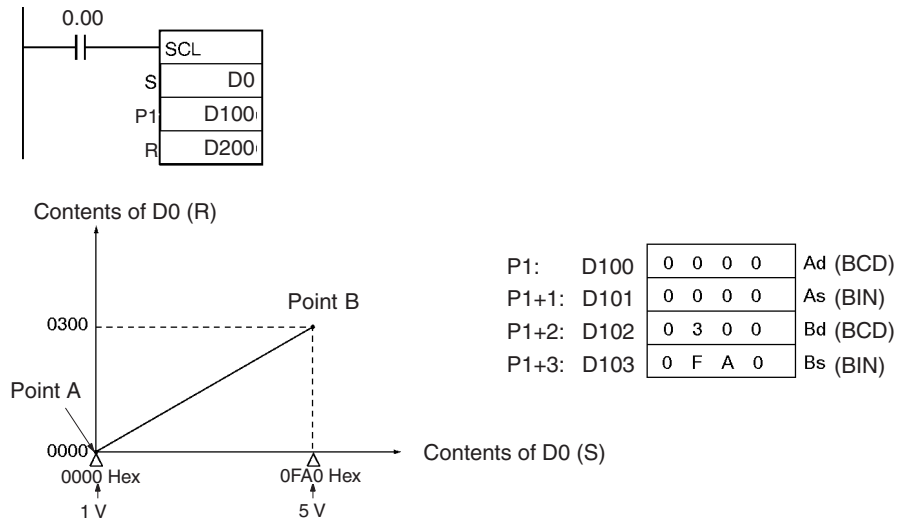 0.00
SCL
S D0
P1 D100
R D200
Contents of D0 (R)
0300
Point B
Point A
0000
Contents of D0 (S)
0000 Hex
0FA0 Hex
1 V
5 V
P1: D100 0 0 0 0 Ad (BCD)
P1+1: D101 0 0 0 0 As (BIN)
P1+2: D102 0 3 0 0 Bd (BCD)
P1+3: D103 0 F A 0 Bs (BIN)